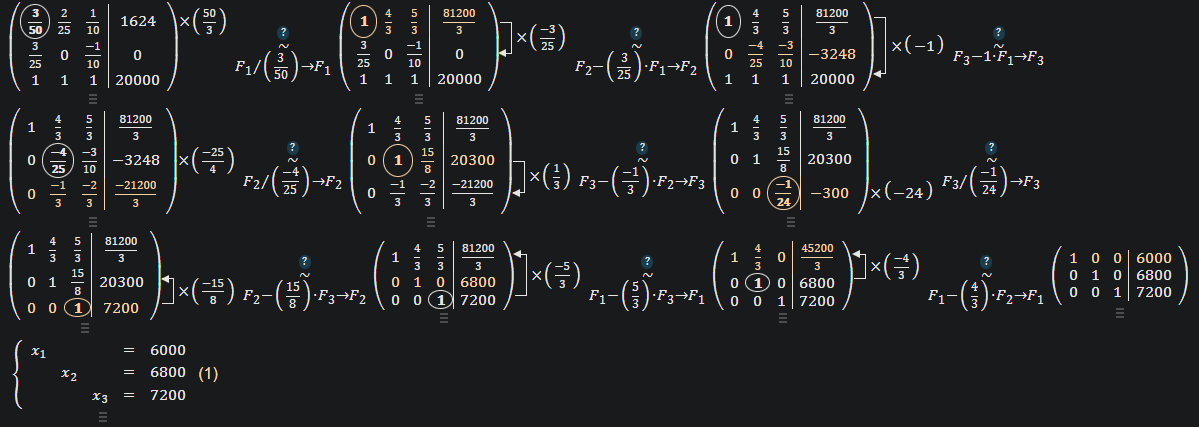 ( 3/50 2/25 1/10 | 1624 ; 3/25 0 -1/10 | 0 ; 1 1 1 | 20000 ) ×(50/3) ? ~ F₁/(3/50)→F₁ ( 1 4/3 5/3 | 81200/3 ; 3/25 0 -1/10 | 0 ; 1 1 1 | 20000 ) ×(-3/25) ? ~ F₂-(3/25)·F₁→F₂ ( 1 4/3 5/3 | 81200/3 ; 0 -4/25 -3/10 | -3248 ; 1 1 1 | 20000 ) ×(-1) ? ~ F₃-1·F₁→F₃
( 1 4/3 5/3 | 81200/3 ; 0 -4/25 -3/10 | -3248 ; 0 -1/3 -2/3 | -21200/3 ) ×(-25/4) ? ~ F₂/(-4/25)→F₂ ( 1 4/3 5/3 | 81200/3 ; 0 1 15/8 | 20300 ; 0 -1/3 -2/3 | -21200/3 ) ×(1/3) ? ~ F₃-(-1/3)·F₂→F₃ ( 1 4/3 5/3 | 81200/3 ; 0 1 15/8 | 20300 ; 0 0 -1/24 | -300 ) ×(-24) ? ~ F₃/(-1/24)→F₃
( 1 4/3 5/3 | 81200/3 ; 0 1 15/8 | 20300 ; 0 0 1 | 7200 ) ×(-15/8) ? ~ F₂-(15/8)·F₃→F₂ ( 1 4/3 5/3 | 81200/3 ; 0 1 0 | 6800 ; 0 0 1 | 7200 ) ×(-5/3) ? ~ F₁-(5/3)·F₃→F₁ ( 1 4/3 0 | 45200/3 ; 0 1 0 | 6800 ; 0 0 1 | 7200 ) ×(-4/3) ? ~ F₁-(4/3)·F₂→F₁ ( 1 0 0 | 6000 ; 0 1 0 | 6800 ; 0 0 1 | 7200 )
x₁ = 6000
x₂ = 6800 (1)
x₃ = 7200